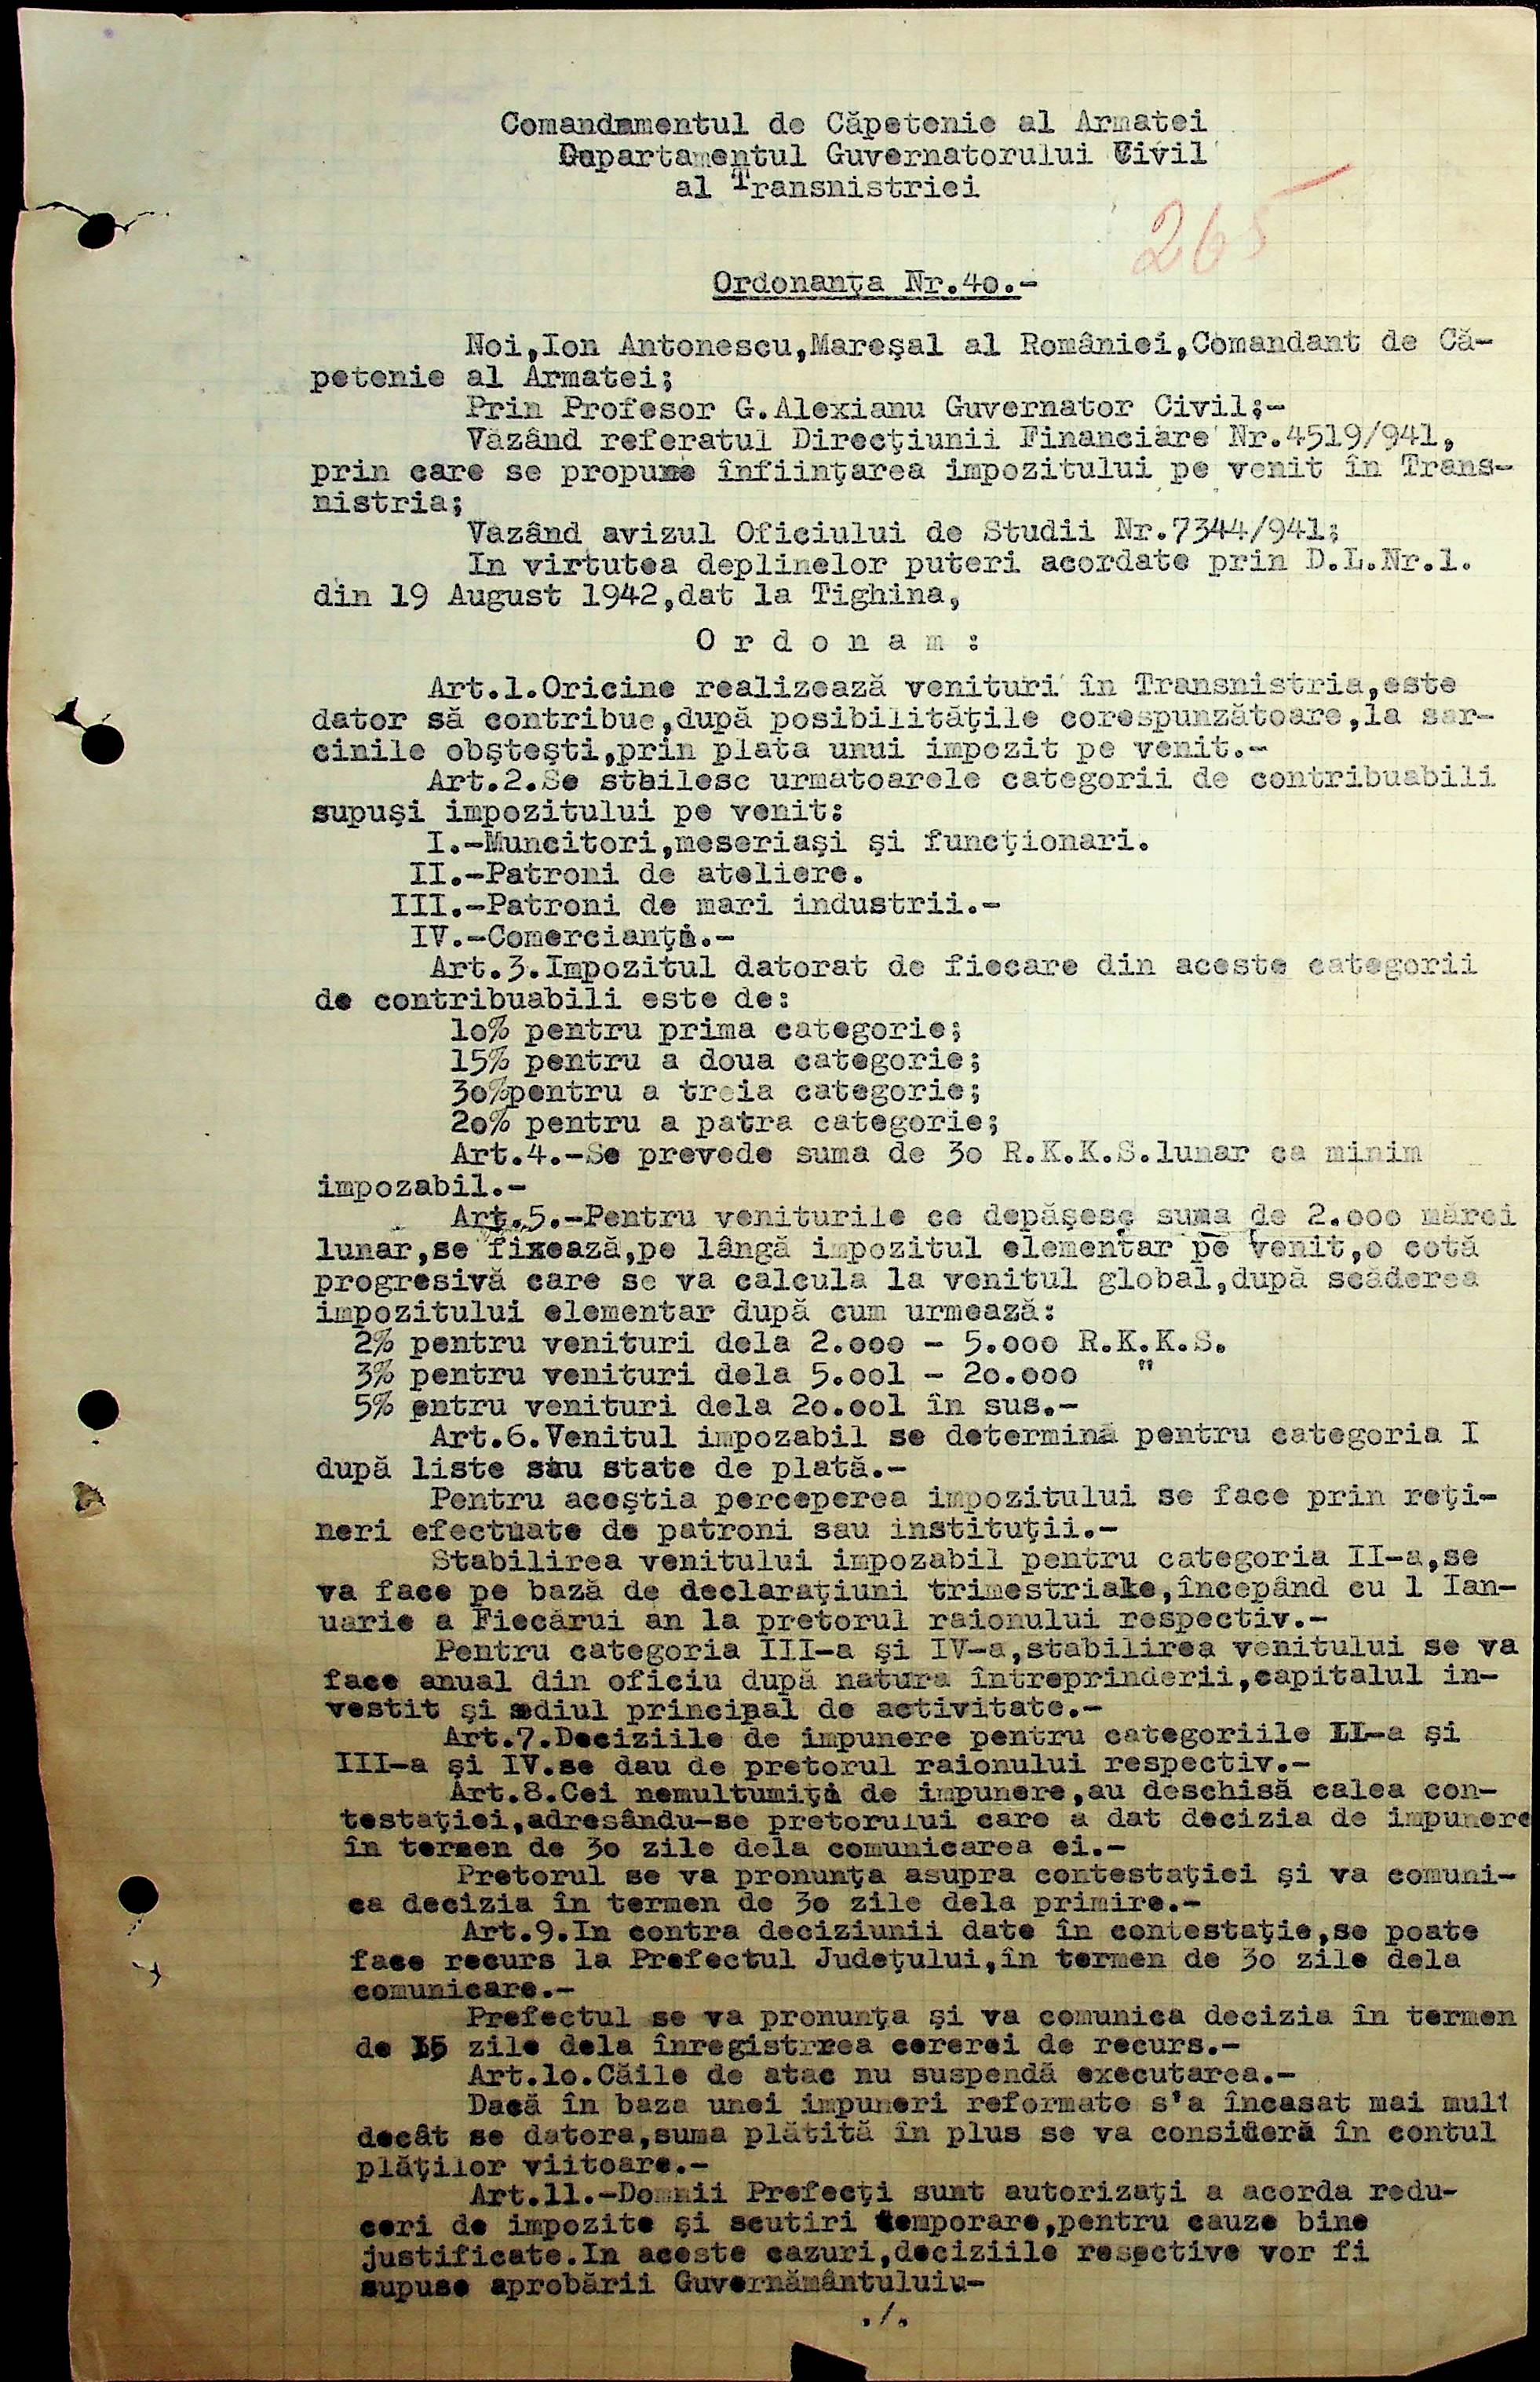 Comandamentul de Căpetenie al Armatei
Departamentul Guvernatorului Civil
al Transnistriei
265
Ordonanţa Nr.4o.-
Noi,Ion Antonescu,Mareşal al României,Comandant de Că-
petenie al Armatei;
Prin Profesor G.Alexianu Guvernator Civil;-
Văzând referatul Direcţiunii Financiare Nr.4519/941,
prin care se propune înfiinţarea impozitului pe venit în Trans-
nistria;
Văzând avizul Oficiului de Studii Nr.7344/941;
In virtutea deplinelor puteri acordate prin D.L.Nr.1.
din 19 August 1942,dat la Tighina,
O r d o n a m :
Art.1.Oricine realizează venituri în Transnistria,este
dator să contribue,după posibilităţile corespunzătoare,la sar-
cinile obşteşti,prin plata unui impozit pe venit.-
Art.2.Se stbilesc urmatoarele categorii de contribuabili
supuşi impozitului pe venit:
I.-Muncitori,meseriaşi şi funcţionari.
II.-Patroni de ateliere.
III.-Patroni de mari industrii.-
IV.-Comercianţi.-
Art.3.Impozitul datorat de fiecare din aceste categorii
de contribuabili este de:
1o% pentru prima categorie;
15% pentru a doua categorie;
3o%pentru a treia categorie;
2o% pentru a patra categorie;
Art.4.-Se prevede suma de 3o R.K.K.S.lunar ca minim
impozabil.-
Art.5.-Pentru veniturile ce depăşesc suma de 2.ooo mărci
lunar,se fixează,pe lângă impozitul elementar pe venit,o cotă
progresivă care se va calcula la venitul global,după scăderea
impozitului elementar după cum urmează:
2% pentru venituri dela 2.ooo - 5.ooo R.K.K.S.
3% pentru venituri dela 5.oo1 - 2o.ooo "
5% entru venituri dela 2o.oo1 în sus.-
Art.6.Venitul impozabil se determină pentru categoria I
după liste sau state de plată.-
Pentru aceştia perceperea impozitului se face prin reţi-
neri efectuate de patroni sau instituţii.-
Stabilirea venitului impozabil pentru categoria II-a,se
va face pe bază de declaraţiuni trimestriale,începând cu 1 Ian-
uarie a Fiecărui an la pretorul raionului respectiv.-
Pentru categoria III-a şi IV-a,stabilirea venitului se va
face anual din oficiu după natura întreprinderii,capitalul in-
vestit şi sediul principal de activitate.-
Art.7.Deciziile de impunere pentru categoriile II-a şi
III-a şi IV.se dau de pretorul raionului respectiv.-
Art.8.Cei nemultumiţi de impunere,au deschisă calea con-
testaţiei,adresându-se pretorului care a dat decizia de impunere
în termen de 3o zile dela comunicarea ei.-
Pretorul se va pronunţa asupra contestaţiei şi va comuni-
ca decizia în termen de 3o zile dela primire.-
Art.9.In contra deciziunii date în contestaţie,se poate
face recurs la Prefectul Judeţului,în termen de 3o zile dela
comunicare.-
Prefectul se va pronunţa şi va comunica decizia în termen
de 15 zile dela înregistrrea cererei de recurs.-
Art.1o.Căile de atac nu suspendă executarea.-
Dacă în baza unei impuneri reformate s'a încasat mai mult
decât se datora,suma plătită în plus se va consideră în contul
plăţilor viitoare.-
Art.11.-Domnii Prefecţi sunt autorizaţi a acorda redu-
ceri de impozite şi scutiri temporare,pentru cauze bine
justificate.In aceste cazuri,deciziile respective vor fi
supuse aprobării Guvernământului-
./.